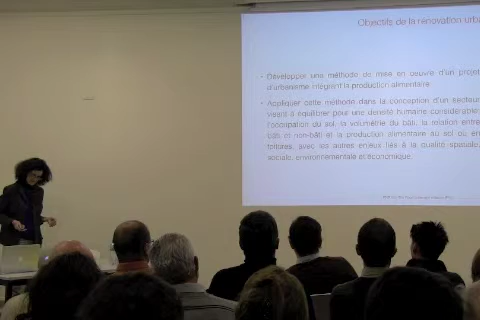 Objectifs de la rénovation urba
• Développer une méthode de mise en oeuvre d'un projet
d'urbanisme intégrant la production alimentaire
• Appliquer cette méthode dans la conception d'un secteur
visant à équilibrer pour une densité humaine considérable,
l'occupation du sol, la volumétrie du bâti, la relation entre
bâti et non-bâti et la production alimentaire au sol ou en
toitures, avec les autres enjeux liés à la qualité spatiale,
sociale, environnementale et économique.